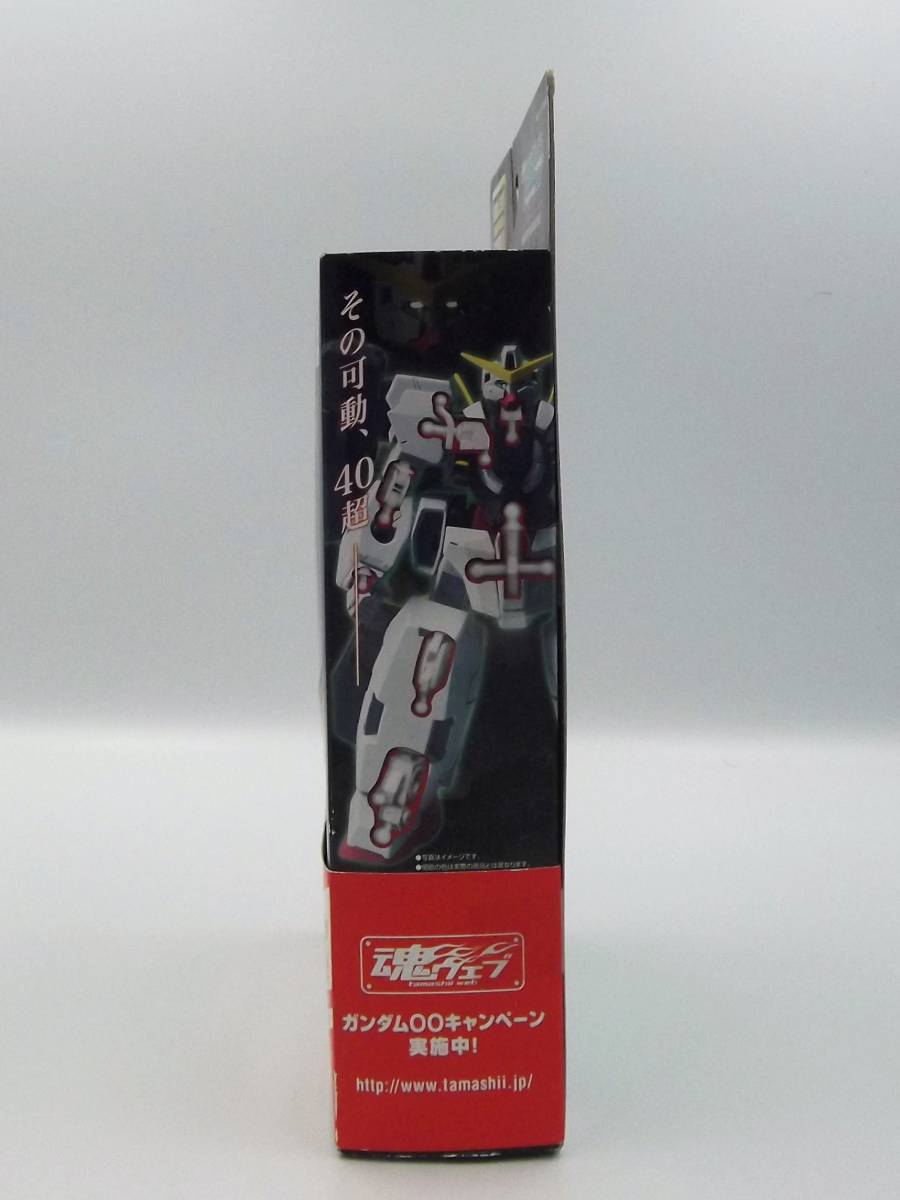 その可動、
40超
●写真はイメージです。
魂ウェブ
tamashii web
ガンダム00キャンペーン
実施中!
http://www.tamashii.jp/